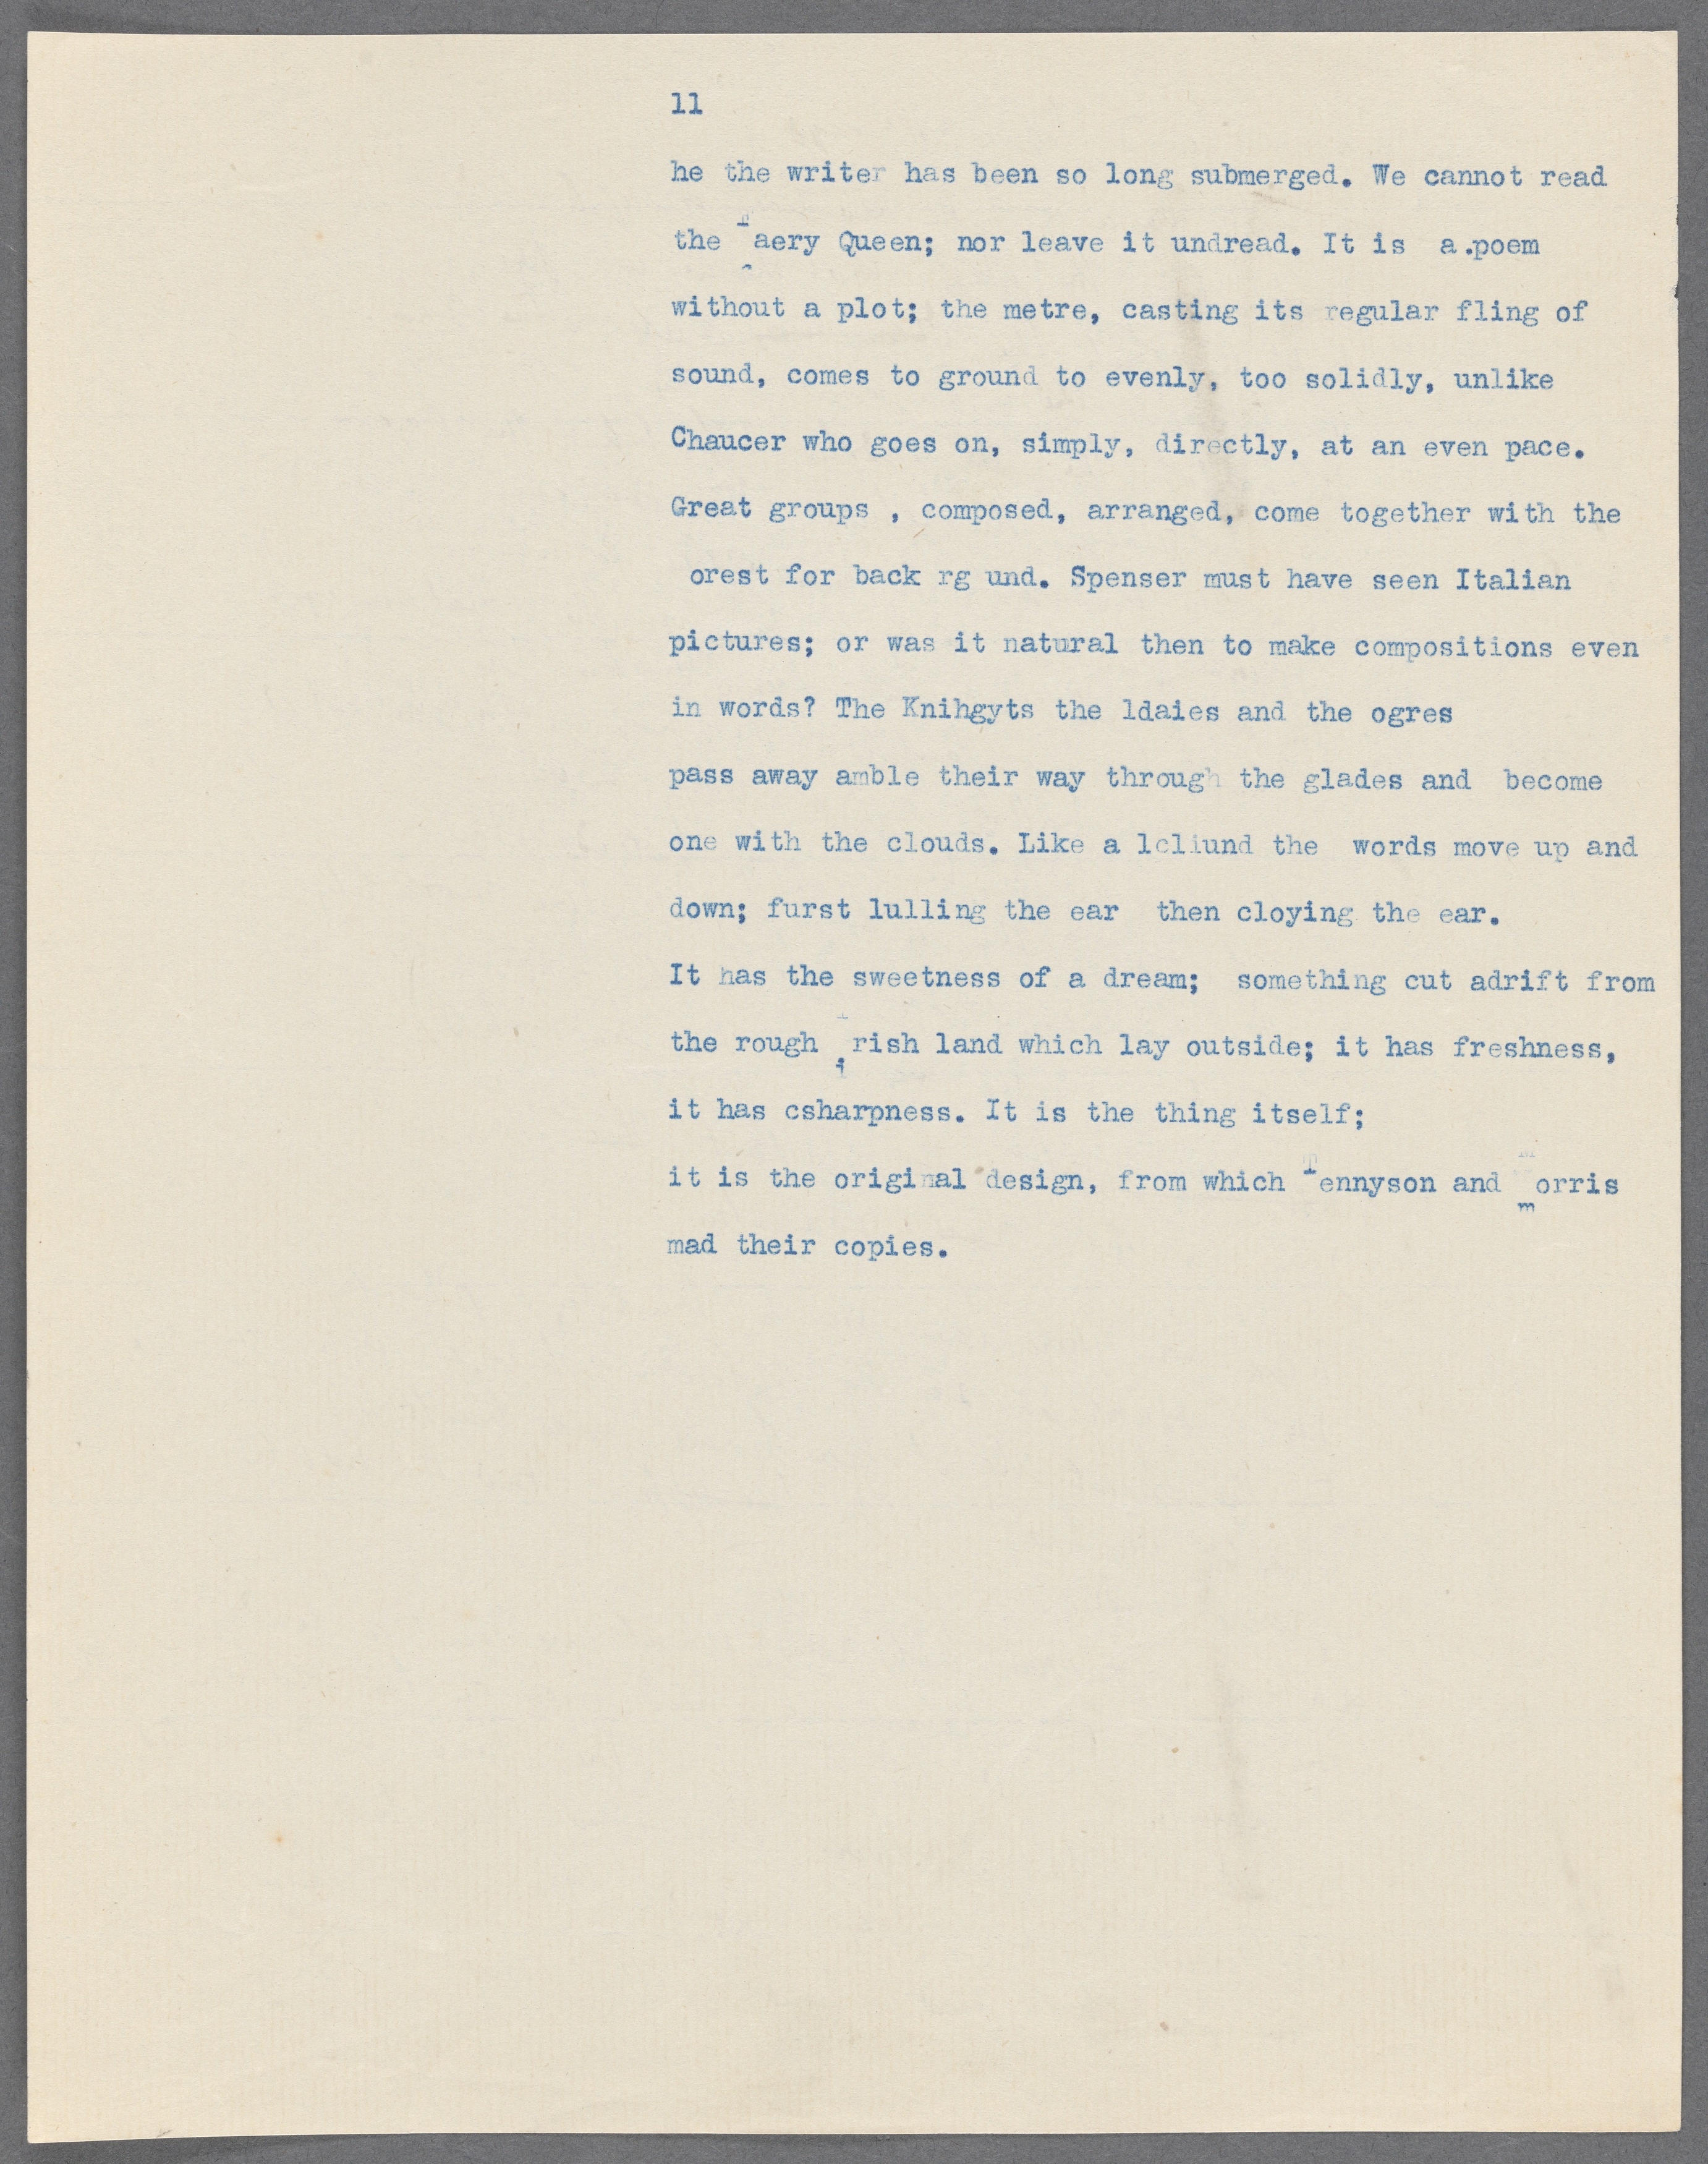 11
he the writer has been so long submerged. We cannot read
the Faery Queen; nor leave it undread. It is  a.poem
without a plot; the metre, casting its regular fling of
sound, comes to ground to evenly, too solidly, unlike
Chaucer who goes on, simply, directly, at an even pace.
Great groups , composed, arranged, come together with the
orest for back rg und. Spenser must have seen Italian
pictures; or was it natural then to make compositions even
in words? The Knihgyts the ldaies and the ogres
pass away amble their way through the glades and  become
one with the clouds. Like a lcliund the  words move up and
down; furst lulling the ear  then cloying the ear.
It has the sweetness of a dream;  something cut adrift from
the rough Irish land which lay outside; it has freshness,
it has csharpness. It is the thing itself;
it is the original design, from which Tennyson and Morris
mad their copies.